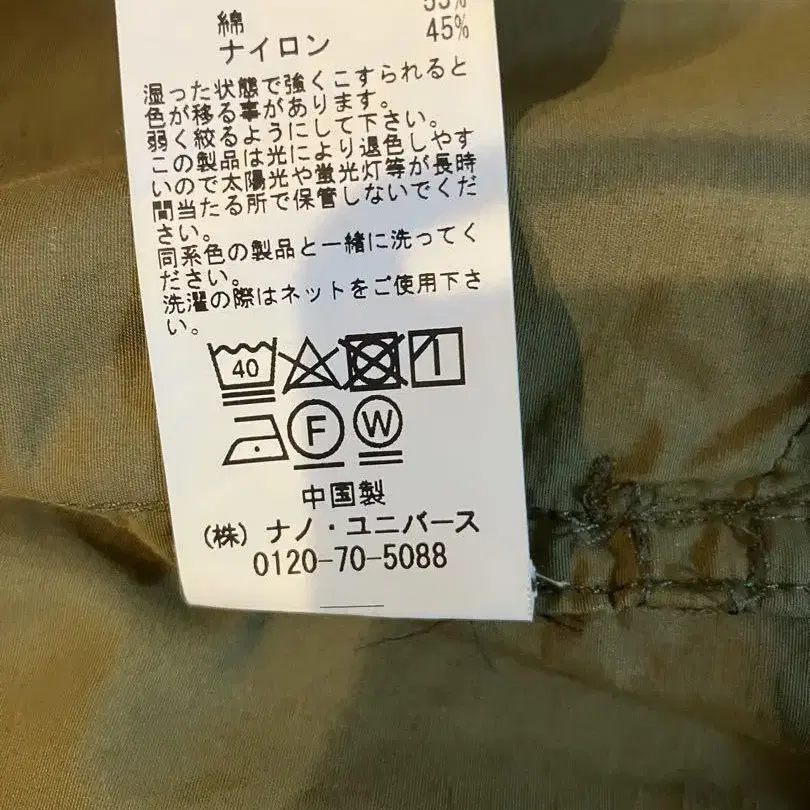 55%
綿
45%
ナイロン
湿った状態で強くこすられると
色が移る事があります。
弱く絞るようにして下さい。
この製品は光により退色しやす
いので太陽光や蛍光灯等が長時
間当たる所で保管しないでくだ
さい。
同系色の製品と一緒に洗ってく
ださい。
洗濯の際はネットをご使用下さ
い。
40
F
W
中国製
(株) ナノ・ユニバース
0120-70-5088